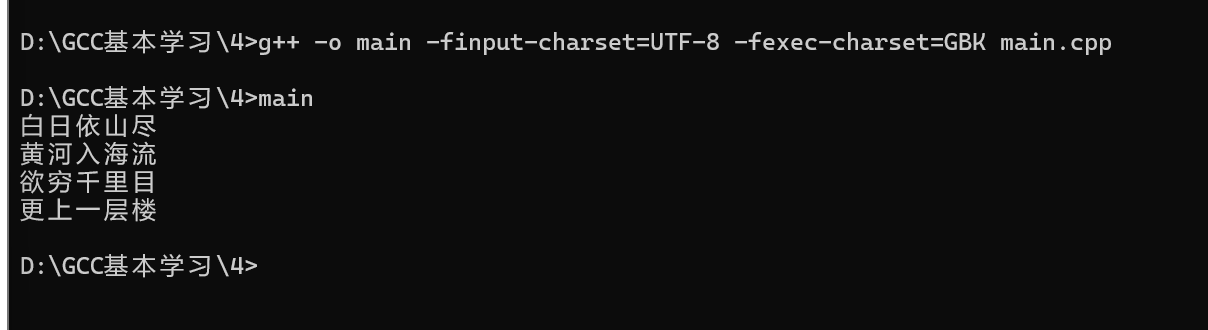 D:\GCC基本学习\4>g++ -o main -finput-charset=UTF-8 -fexec-charset=GBK main.cpp
D:\GCC基本学习\4>main
白日依山尽
黄河入海流
欲穷千里目
更上一层楼
D:\GCC基本学习\4>